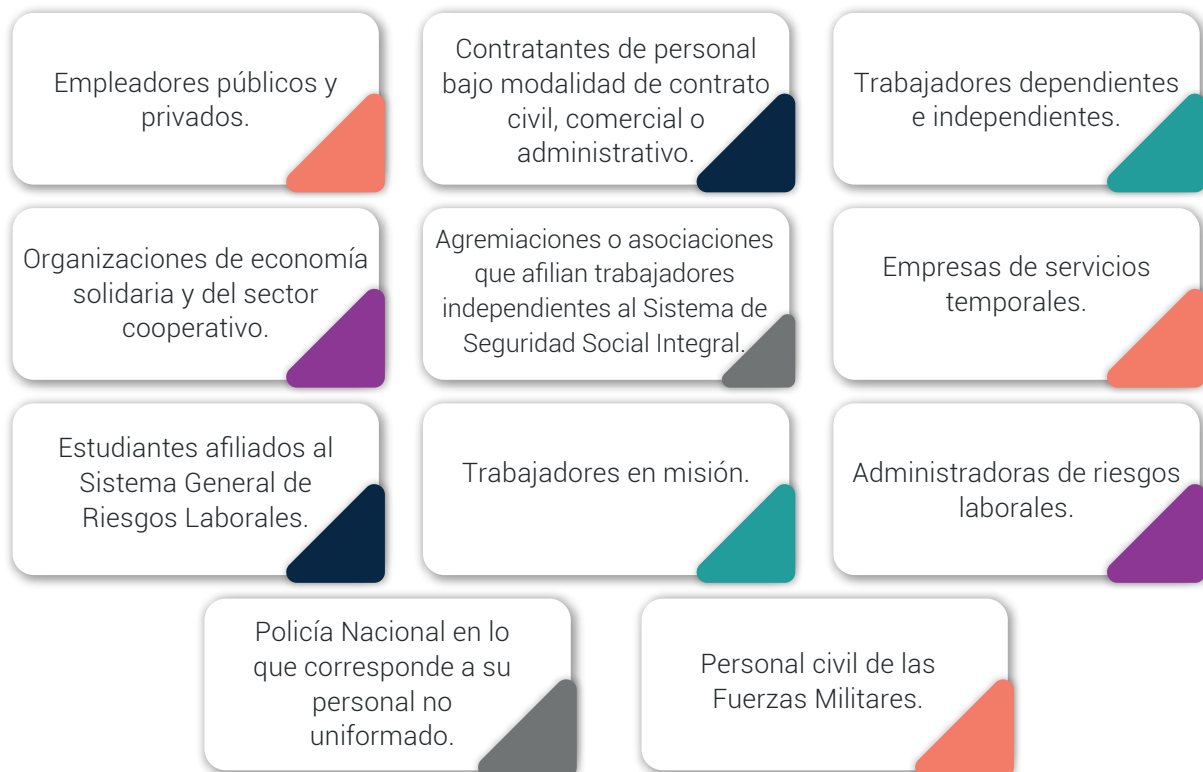 Empleadores públicos y
privados.
Contratantes de personal
bajo modalidad de contrato
civil, comercial o
administrativo.
Trabajadores dependientes
e independientes.
Organizaciones de economía
solidaria y del sector
cooperativo.
Agremiaciones o asociaciones
que afilian trabajadores
independientes al Sistema de
Seguridad Social Integral.
Empresas de servicios
temporales.
Estudiantes afiliados al
Sistema General de
Riesgos Laborales.
Trabajadores en misión.
Administradoras de riesgos
laborales.
Policía Nacional en lo
que corresponde a su
personal no
uniformado.
Personal civil de las
Fuerzas Militares.